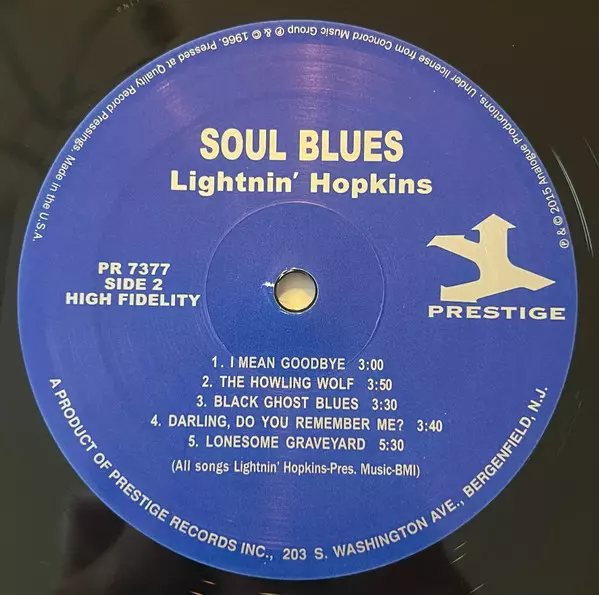 ℗ & © 2015 Analogue Productions. Under license from Concord Music Group ℗ & © 1966. Pressed at Quality Record Pressings. Made in the U.S.A.
SOUL BLUES
Lightnin' Hopkins
PR 7377
SIDE 2
HIGH FIDELITY
PRESTIGE
1. I MEAN GOODBYE 3:00
2. THE HOWLING WOLF 3:50
3. BLACK GHOST BLUES 3:30
4. DARLING, DO YOU REMEMBER ME? 3:40
5. LONESOME GRAVEYARD 5:30
(All songs Lightnin' Hopkins-Pres. Music-BMI)
A PRODUCT OF PRESTIGE RECORDS INC., 203 S. WASHINGTON AVE., BERGENFIELD, N.J.